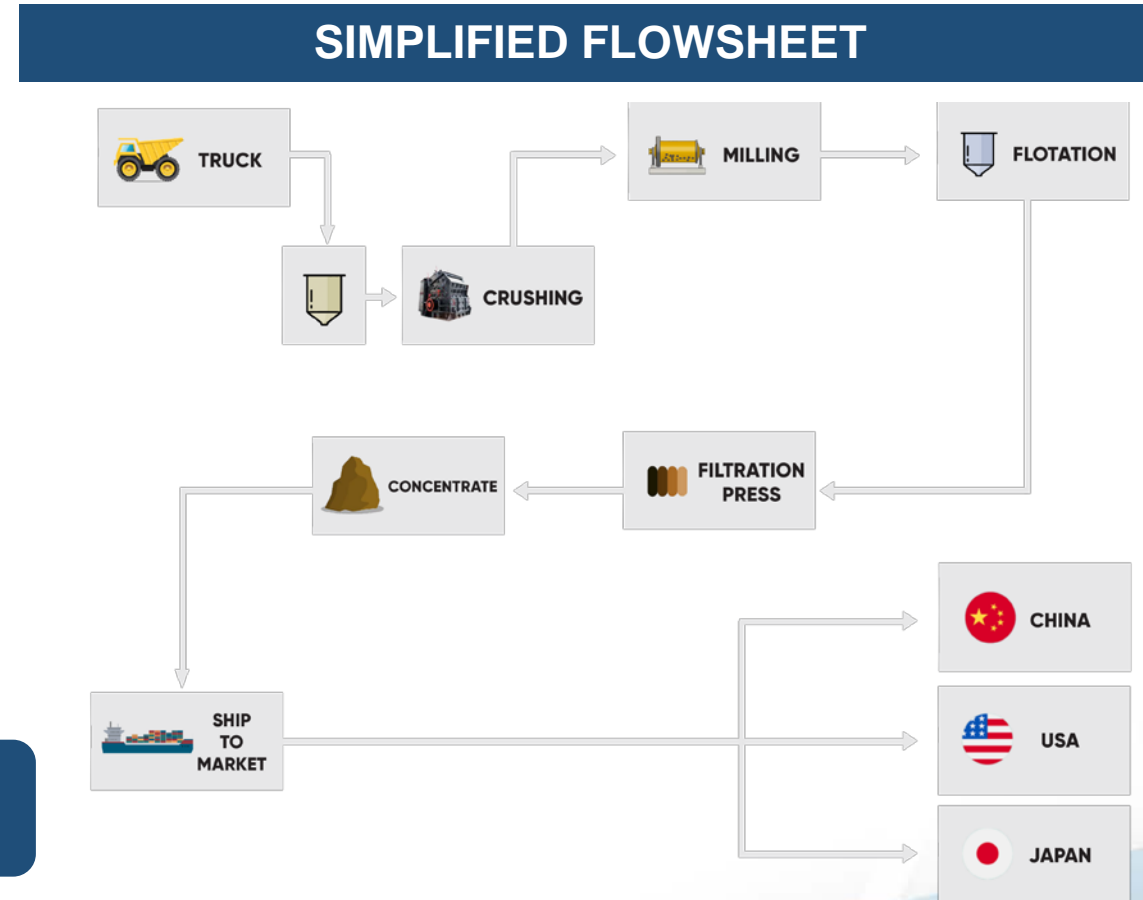 SIMPLIFIED FLOWSHEET
TRUCK
MILLING
FLOTATION
CRUSHING
CONCENTRATE
FILTRATION
PRESS
CHINA
SHIP
TO
MARKET
USA
JAPAN